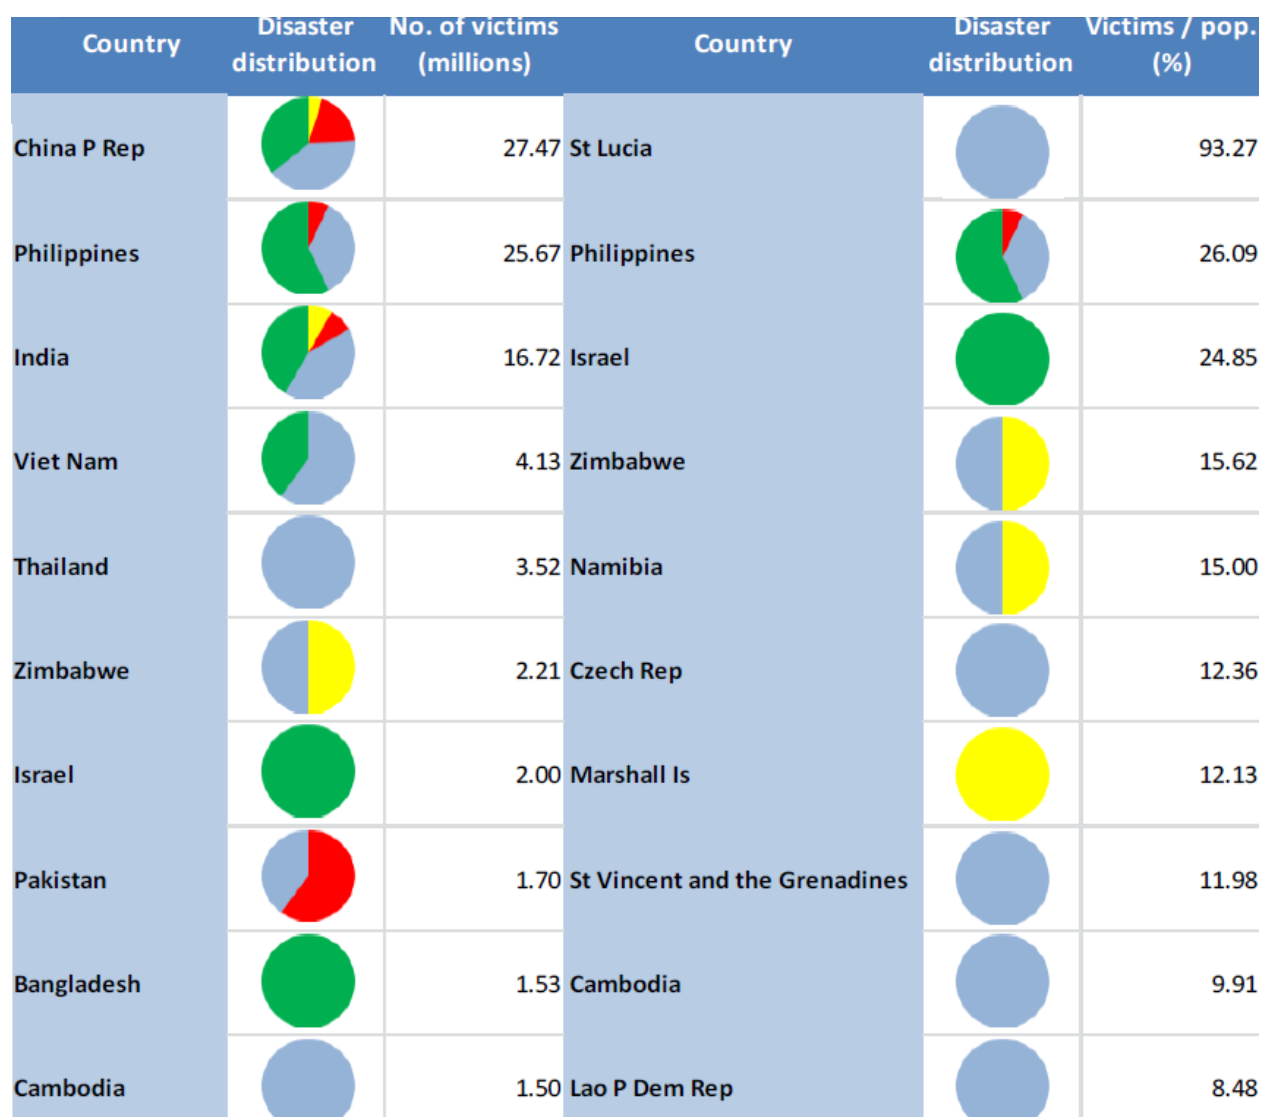 Country Disaster distribution No. of victims (millions) Country Disaster distribution Victims / pop. (%)
China P Rep 27.47 St Lucia 93.27
Philippines 25.67 Philippines 26.09
India 16.72 Israel 24.85
Viet Nam 4.13 Zimbabwe 15.62
Thailand 3.52 Namibia 15.00
Zimbabwe 2.21 Czech Rep 12.36
Israel 2.00 Marshall Is 12.13
Pakistan 1.70 St Vincent and the Grenadines 11.98
Bangladesh 1.53 Cambodia 9.91
Cambodia 1.50 Lao P Dem Rep 8.48